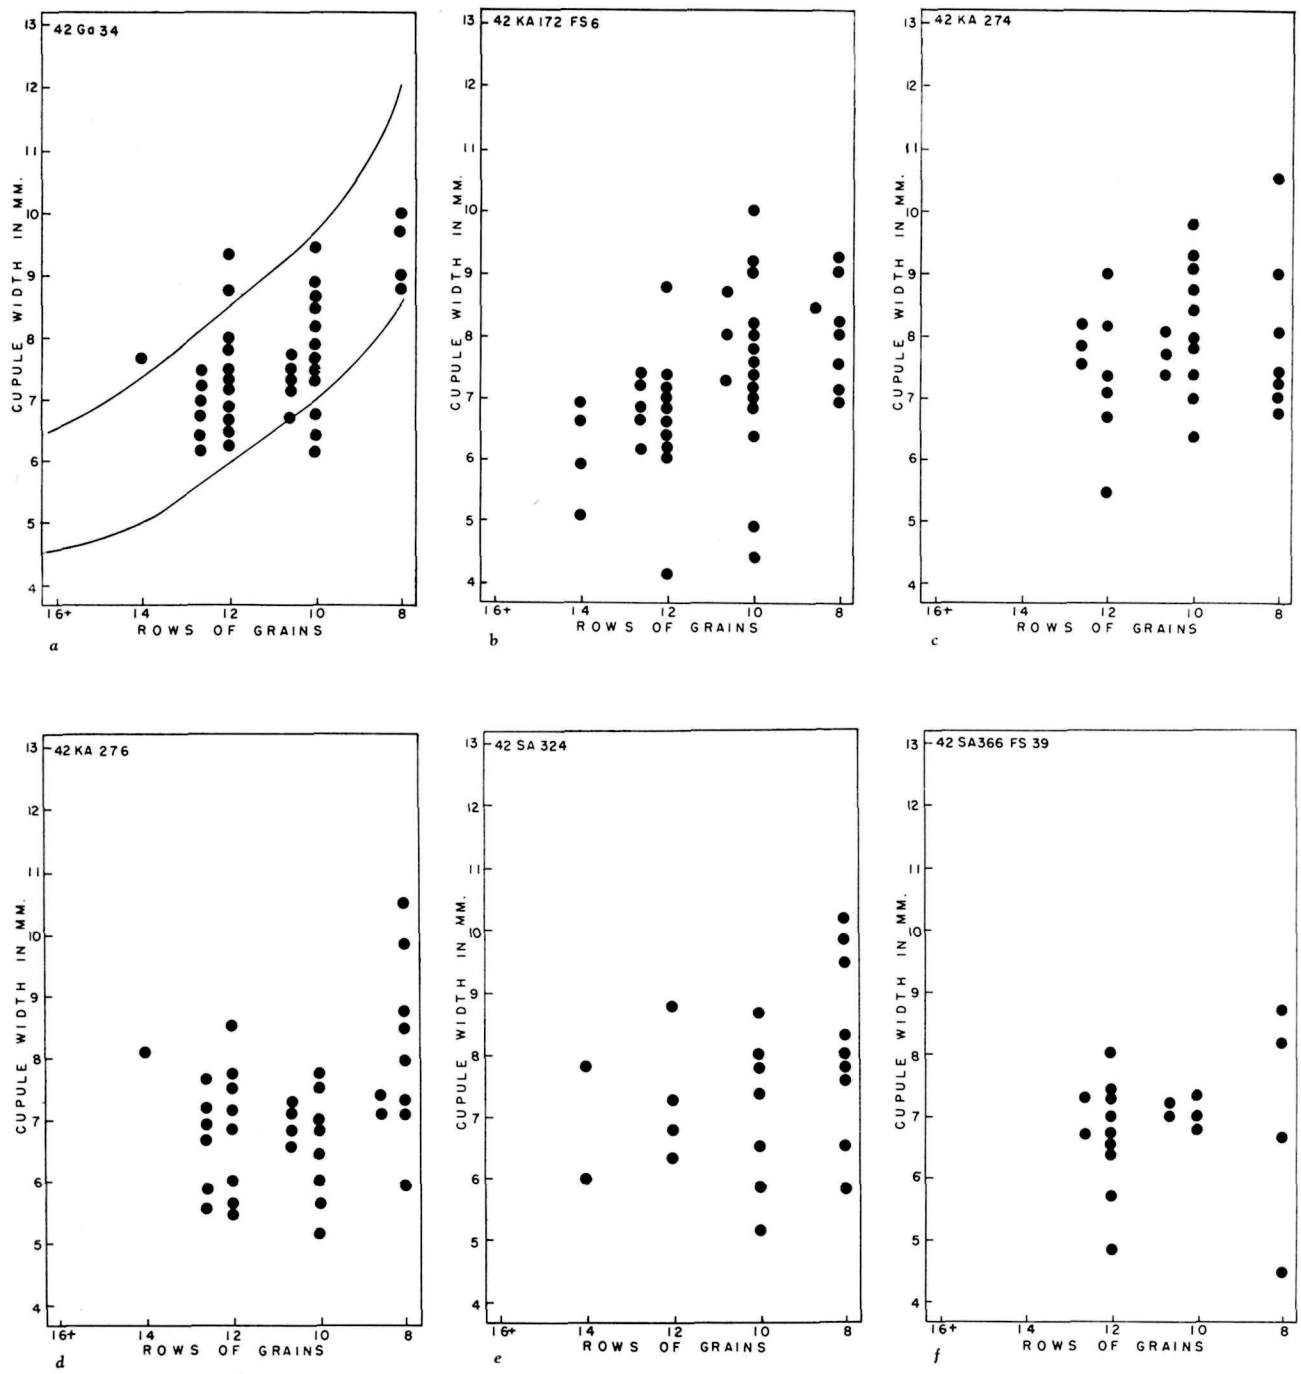 42 Ga 34
13
12
11
10
9
8
7
6
5
4
CUPULE WIDTH IN MM.
16+ 14 12 10 8
ROWS OF GRAINS
a
42 KA 172 FS 6
13
12
11
10
9
8
7
6
5
4
CUPULE WIDTH IN MM.
16+ 14 12 10 8
ROWS OF GRAINS
b
42 KA 274
13
12
11
10
9
8
7
6
5
4
CUPULE WIDTH IN MM.
16+ 14 12 10 8
ROWS OF GRAINS
c
42 KA 276
13
12
11
10
9
8
7
6
5
4
CUPULE WIDTH IN MM.
16+ 14 12 10 8
ROWS OF GRAINS
d
42 SA 324
13
12
11
10
9
8
7
6
5
4
CUPULE WIDTH IN MM.
16+ 14 12 10 8
ROWS OF GRAINS
e
42 SA366 FS 39
13
12
11
10
9
8
7
6
5
4
CUPULE WIDTH IN MM.
16+ 14 12 10 8
ROWS OF GRAINS
f